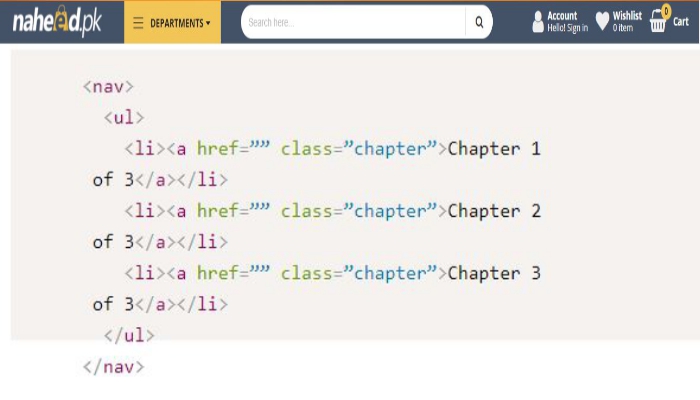 naheed.pk
DEPARTMENTS
Search here...
Account
Hello! Sign in
Wishlist
0 item
0
Cart
<nav>
<ul>
<li><a href=”” class=”chapter”>Chapter 1
of 3</a></li>
<li><a href=”” class=”chapter”>Chapter 2
of 3</a></li>
<li><a href=”” class=”chapter”>Chapter 3
of 3</a></li>
</ul>
</nav>